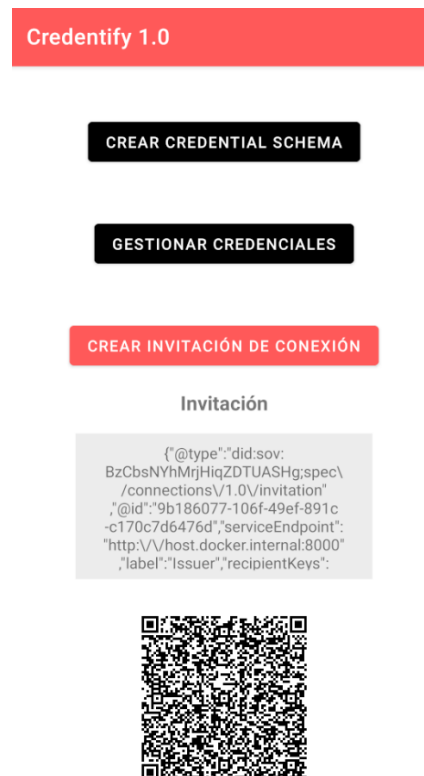 Credentify 1.0
CREAR CREDENTIAL SCHEMA
GESTIONAR CREDENCIALES
CREAR INVITACIÓN DE CONEXIÓN
Invitación
{"@type":"did:sov:
BzCbsNYhMrjHiqZDTUASHg;spec\
/connections\/1.0\/invitation"
,"@id":"9b186077-106f-49ef-891c
-c170c7d6476d","serviceEndpoint":
"http:\/\/host.docker.internal:8000"
,"label":"Issuer","recipientKeys":